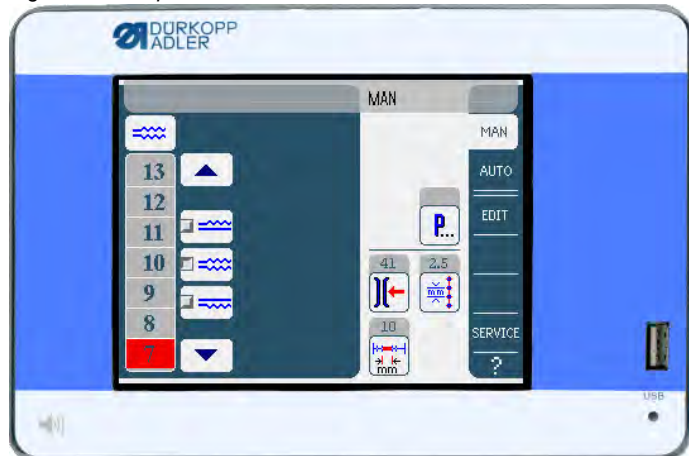 DÜRKOPP
ADLER
MAN
MAN
13
AUTO
12
11
EDIT
P...
10
41
2.5
9
mm
8
10
SERVICE
7
mm
?
USB